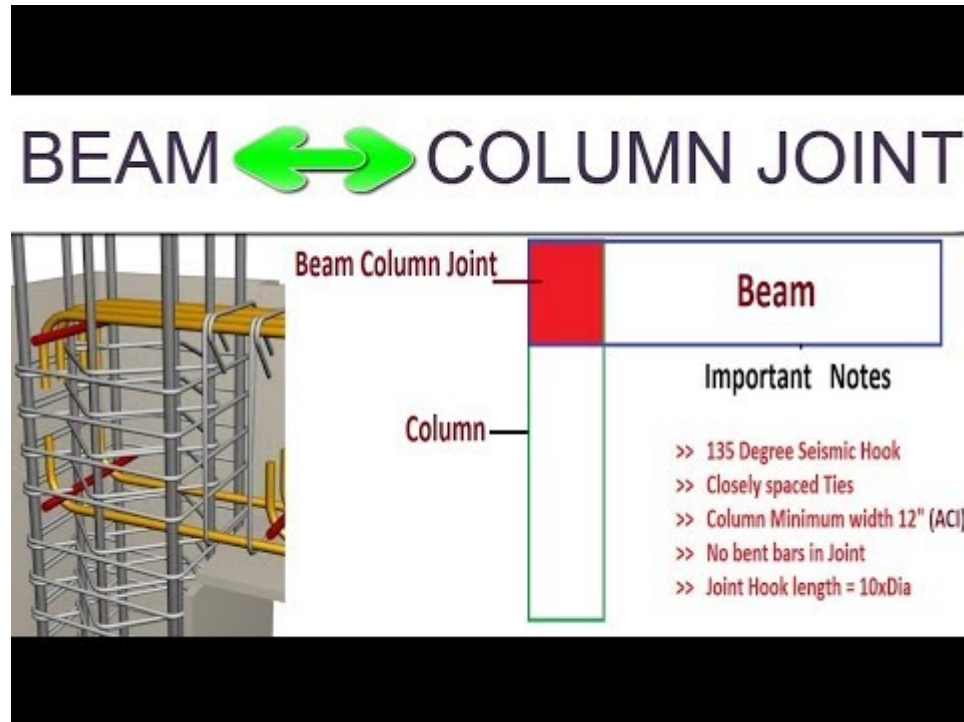 BEAM COLUMN JOINT
Beam Column Joint
Beam
Important Notes
Column
>> 135 Degree Seismic Hook
>> Closely spaced Ties
>> Column Minimum width 12" (ACI)
>> No bent bars in Joint
>> Joint Hook length = 10xDia